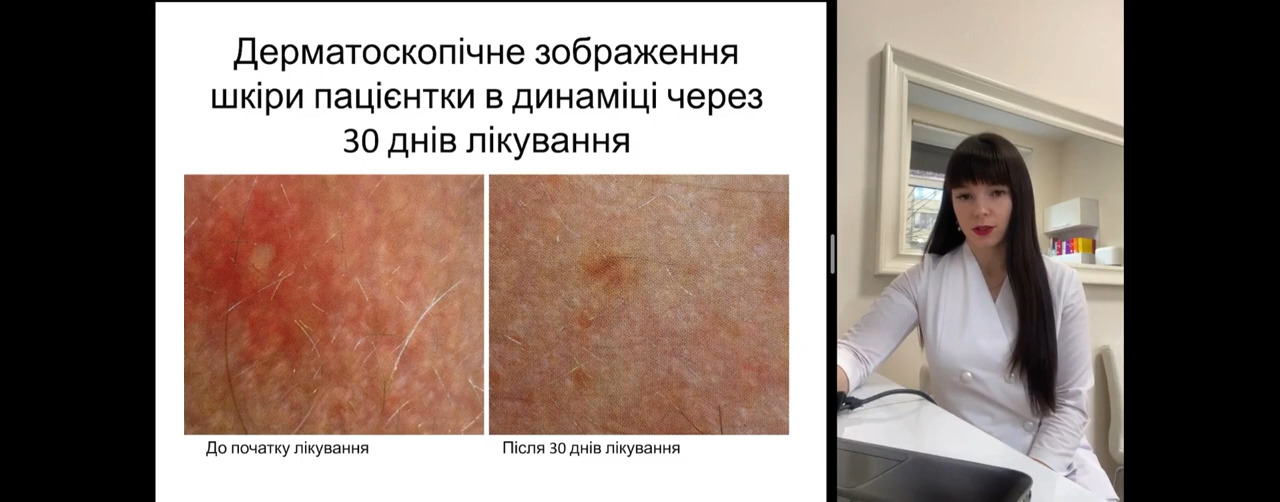 Дерматоскопічне зображення
шкіри пацієнтки в динаміці через
30 днів лікування
До початку лікування
Після 30 днів лікування